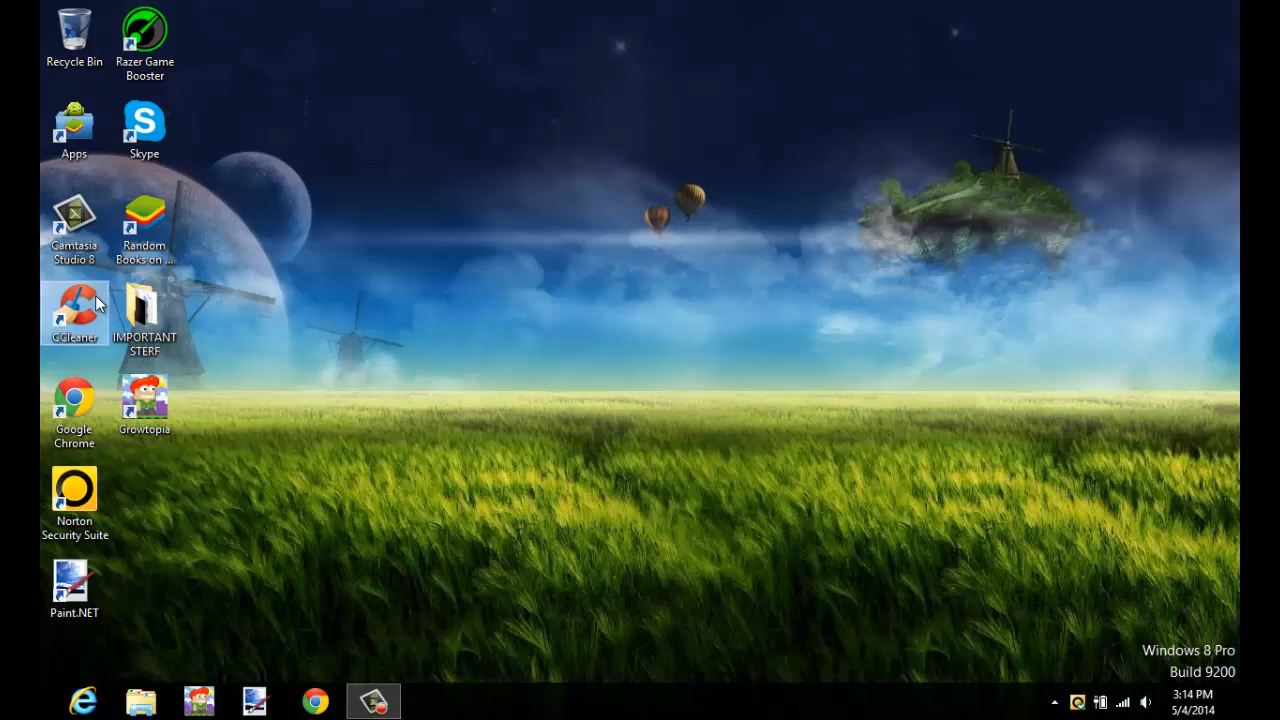 Recycle Bin
Razer Game
Booster
Apps
Skype
Camtasia
Studio 8
Random
Books on ...
CCleaner
IMPORTANT
STERF
Google
Chrome
Growtopia
Norton
Security Suite
Paint.NET
Windows 8 Pro
Build 9200
3:14 PM
5/4/2014